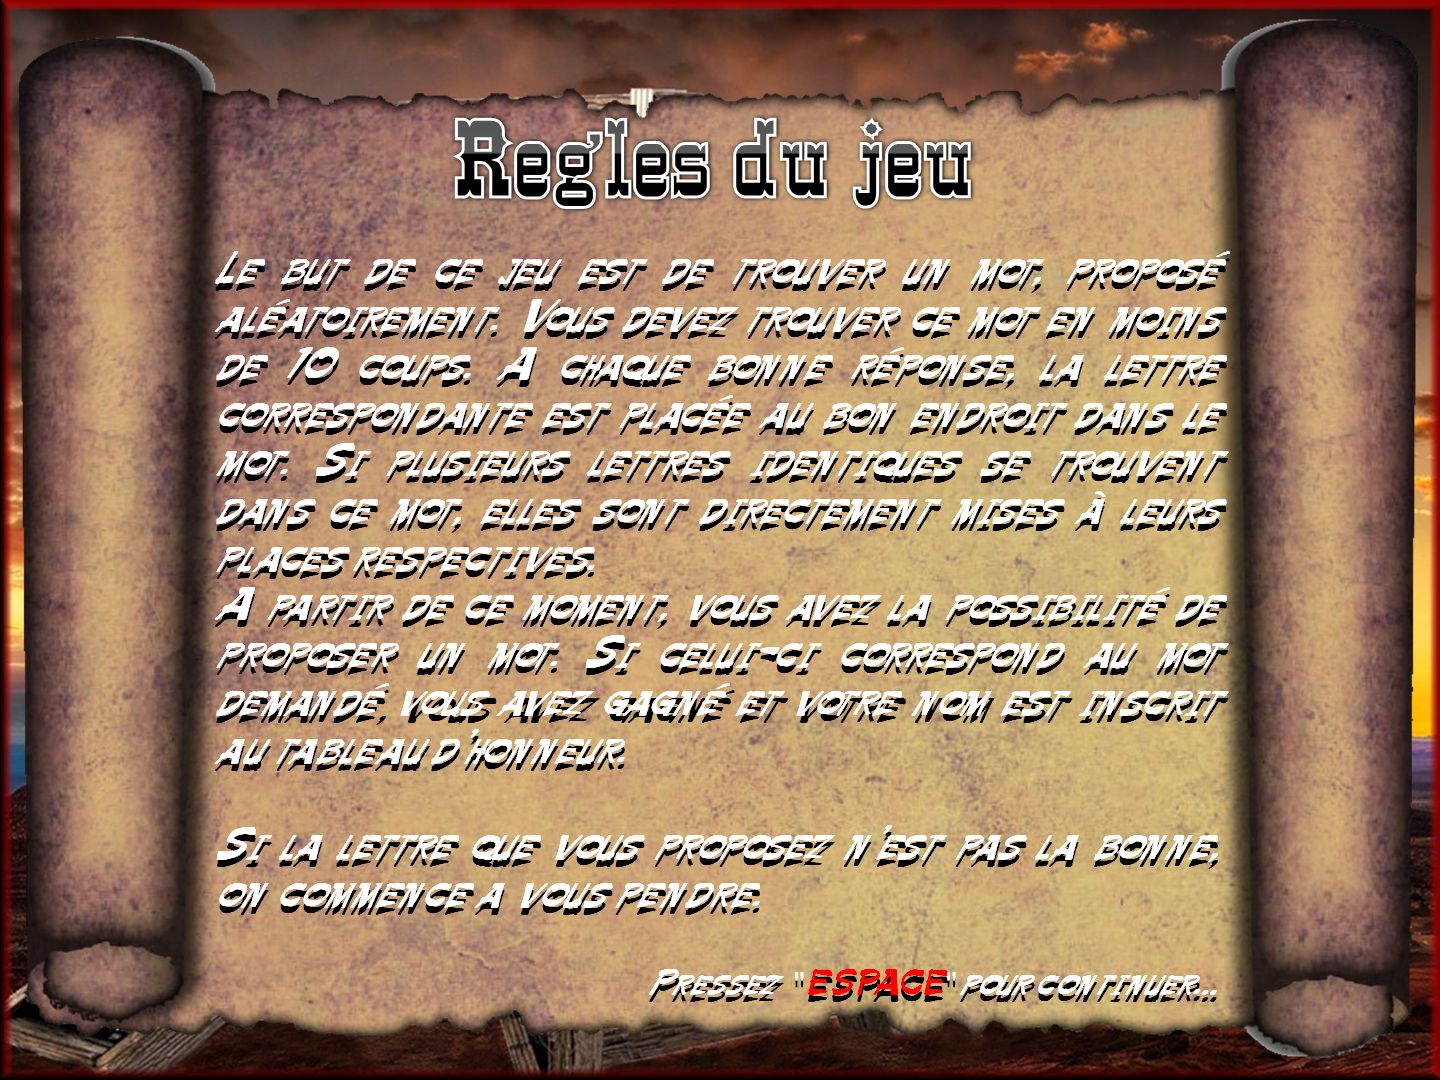 Regles du jeu
Le but de ce jeu est de trouver un mot, proposé
aléatoirement. Vous devez trouver ce mot en moins
de 10 coups. A chaque bonne réponse, la lettre
correspondante est placée au bon endroit dans le
mot. Si plusieurs lettres identiques se trouvent
dans ce mot, elles sont directement mises à leurs
places respectives.
A partir de ce moment, vous avez la possibilité de
proposer un mot. Si celui-ci correspond au mot
demandé, vous avez gagné et votre nom est inscrit
au tableau d'honneur.
Si la lettre que vous proposez n'est pas la bonne,
on commence a vous pendre.
Pressez "ESPACE" pour continuer...